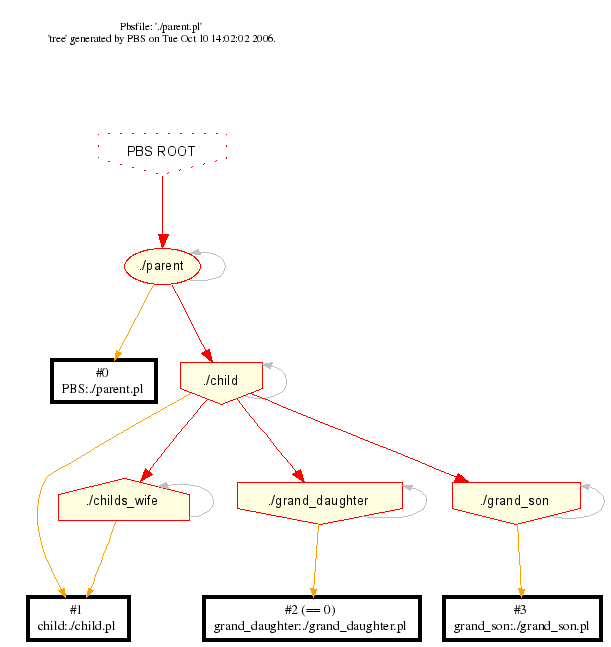 Pbsfile: './parent.pl'
'tree' generated by PBS on Tue Oct 10 14:02:02 2006.
PBS ROOT
./parent
#0
PBS:./parent.pl
./child
./childs_wife
./grand_daughter
./grand_son
#1
child:./child.pl
#2 (== 0)
grand_daughter:./grand_daughter.pl
#3
grand_son:./grand_son.pl